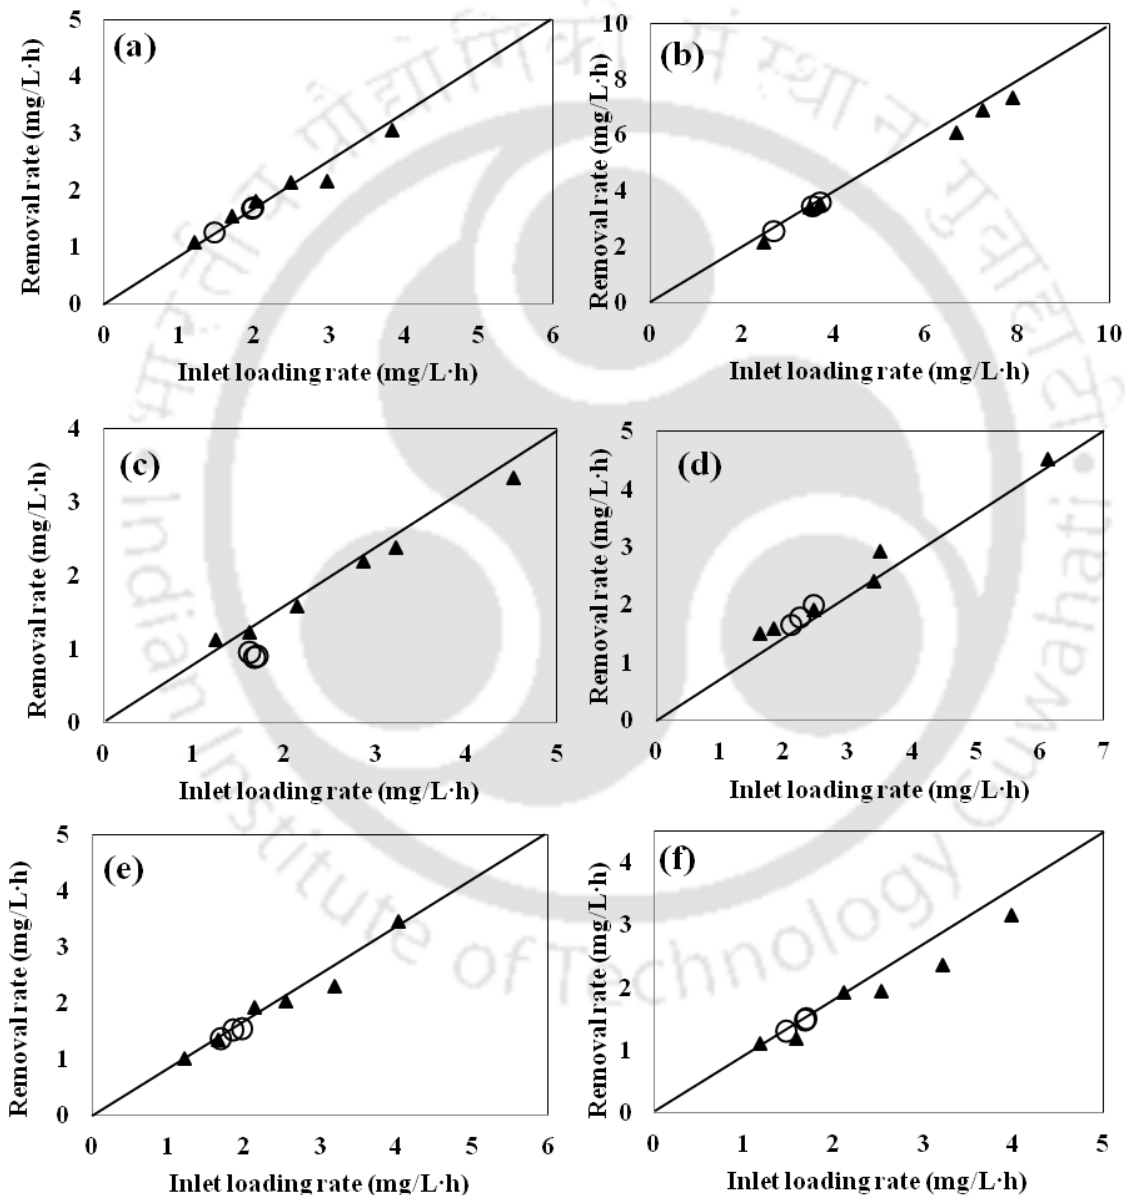 (a)
Removal rate (mg/L·h)
5
4
3
2
1
0
0 1 2 3 4 5 6
Inlet loading rate (mg/L·h)
(b)
Removal rate (mg/L·h)
10
8
6
4
2
0
0 2 4 6 8 10
Inlet loading rate (mg/L·h)
(c)
Removal rate (mg/L·h)
4
3
2
1
0
0 1 2 3 4 5
Inlet loading rate (mg/L·h)
(d)
Removal rate (mg/L·h)
5
4
3
2
1
0
0 1 2 3 4 5 6 7
Inlet loading rate (mg/L·h)
(e)
Removal rate (mg/L·h)
5
4
3
2
1
0
0 1 2 3 4 5 6
Inlet loading rate (mg/L·h)
(f)
Removal rate (mg/L·h)
4
3
2
1
0
0 1 2 3 4 5
Inlet loading rate (mg/L·h)
Indian Institute of Technology Guwahati